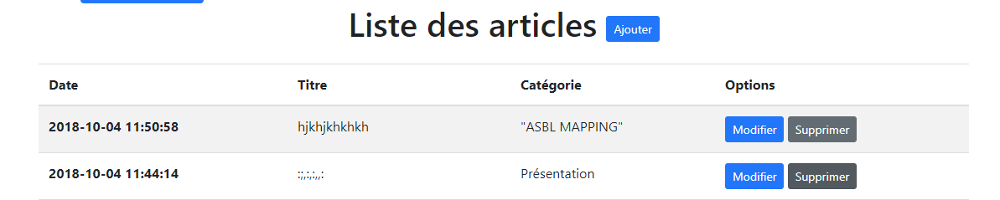 Liste des articles Ajouter
Date Titre Catégorie Options
2018-10-04 11:50:58 hjkhjkhkhkh "ASBL MAPPING" Modifier Supprimer
2018-10-04 11:44:14 :;,;,:,;,: Présentation Modifier Supprimer